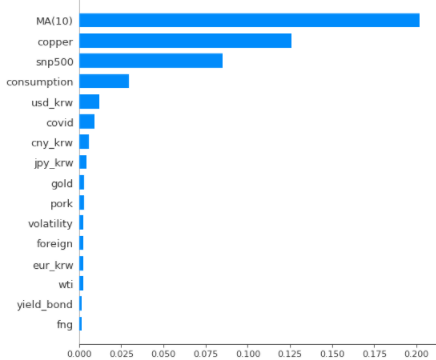 MA(10)
copper
snp500
consumption
usd_krw
covid
cny_krw
jpy_krw
gold
pork
volatility
foreign
eur_krw
wti
yield_bond
fng
0.000 0.025 0.050 0.075 0.100 0.125 0.150 0.175 0.200